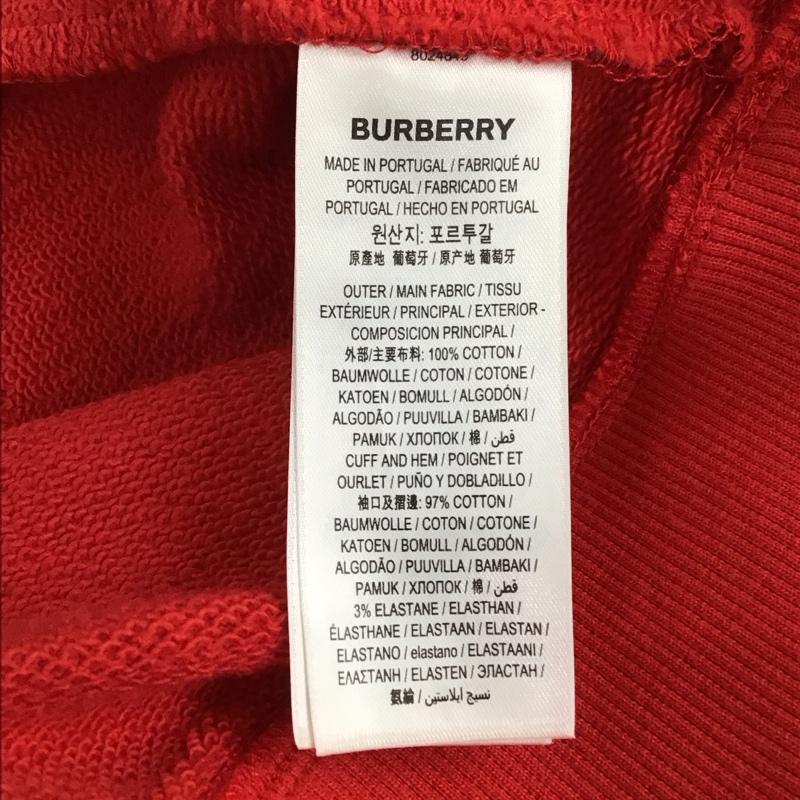 8024849
BURBERRY
MADE IN PORTUGAL / FABRIQUÉ AU
PORTUGAL / FABRICADO EM
PORTUGAL / HECHO EN PORTUGAL
원산지: 포르투갈
原產地 葡萄牙 / 原产地 葡萄牙
OUTER / MAIN FABRIC / TISSU
EXTÉRIEUR / PRINCIPAL / EXTERIOR -
COMPOSICION PRINCIPAL /
外部/主要布料: 100% COTTON /
BAUMWOLLE / COTON / COTONE /
KATOEN / BOMULL / ALGODÓN /
ALGODÃO / PUUVILLA / BAMBAKI /
PAMUK / ХЛОПОК / 棉 / قطن
CUFF AND HEM / POIGNET ET
OURLET / PUÑO Y DOBLADILLO /
袖口及摺邊: 97% COTTON /
BAUMWOLLE / COTON / COTONE /
KATOEN / BOMULL / ALGODÓN /
ALGODÃO / PUUVILLA / BAMBAKI /
PAMUK / ХЛОПОК / 棉 / قطن
3% ELASTANE / ELASTHAN /
ÉLASTHANE / ELASTAAN / ELASTAN /
ELASTANO / elastano / ELASTAANI /
ΕΛΑΣΤΑΝΗ / ELASTEN / ЭЛАСТАН /
氨綸 / نسيج ايلاستين